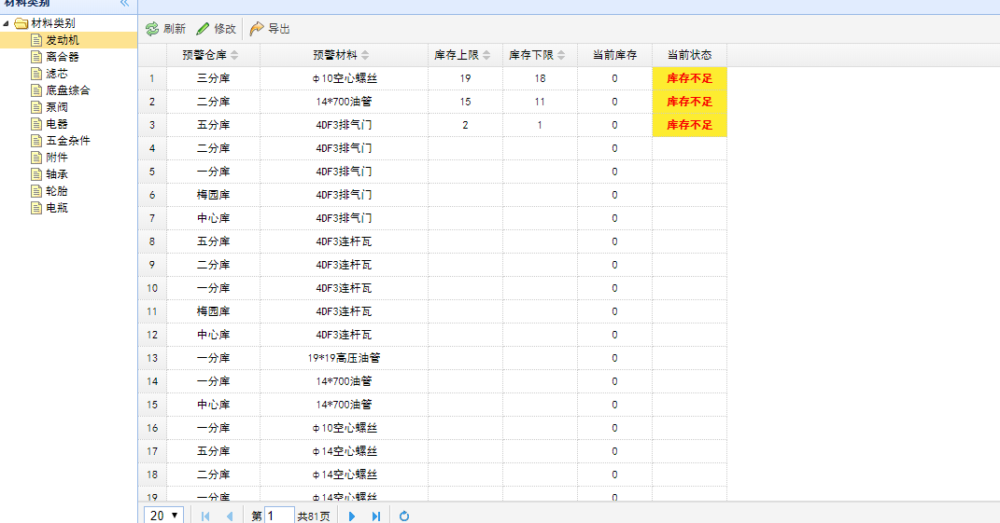 材料类别
材料类别
发动机
离合器
滤芯
底盘综合
泵阀
电器
五金杂件
附件
轴承
轮胎
电瓶
刷新 修改 导出
预警仓库 预警材料 库存上限 库存下限 当前库存 当前状态
1 三分库 φ10空心螺丝 19 18 0 库存不足
2 二分库 14*700油管 15 11 0 库存不足
3 五分库 4DF3排气门 2 1 0 库存不足
4 二分库 4DF3排气门 0
5 一分库 4DF3排气门 0
6 梅园库 4DF3排气门 0
7 中心库 4DF3排气门 0
8 五分库 4DF3连杆瓦 0
9 二分库 4DF3连杆瓦 0
10 一分库 4DF3连杆瓦 0
11 梅园库 4DF3连杆瓦 0
12 中心库 4DF3连杆瓦 0
13 一分库 19*19高压油管 0
14 一分库 14*700油管 0
15 中心库 14*700油管 0
16 一分库 φ10空心螺丝 0
17 五分库 φ14空心螺丝 0
18 二分库 φ14空心螺丝 0
19 一分库 φ14空心螺丝 0
20 第 1 共81页